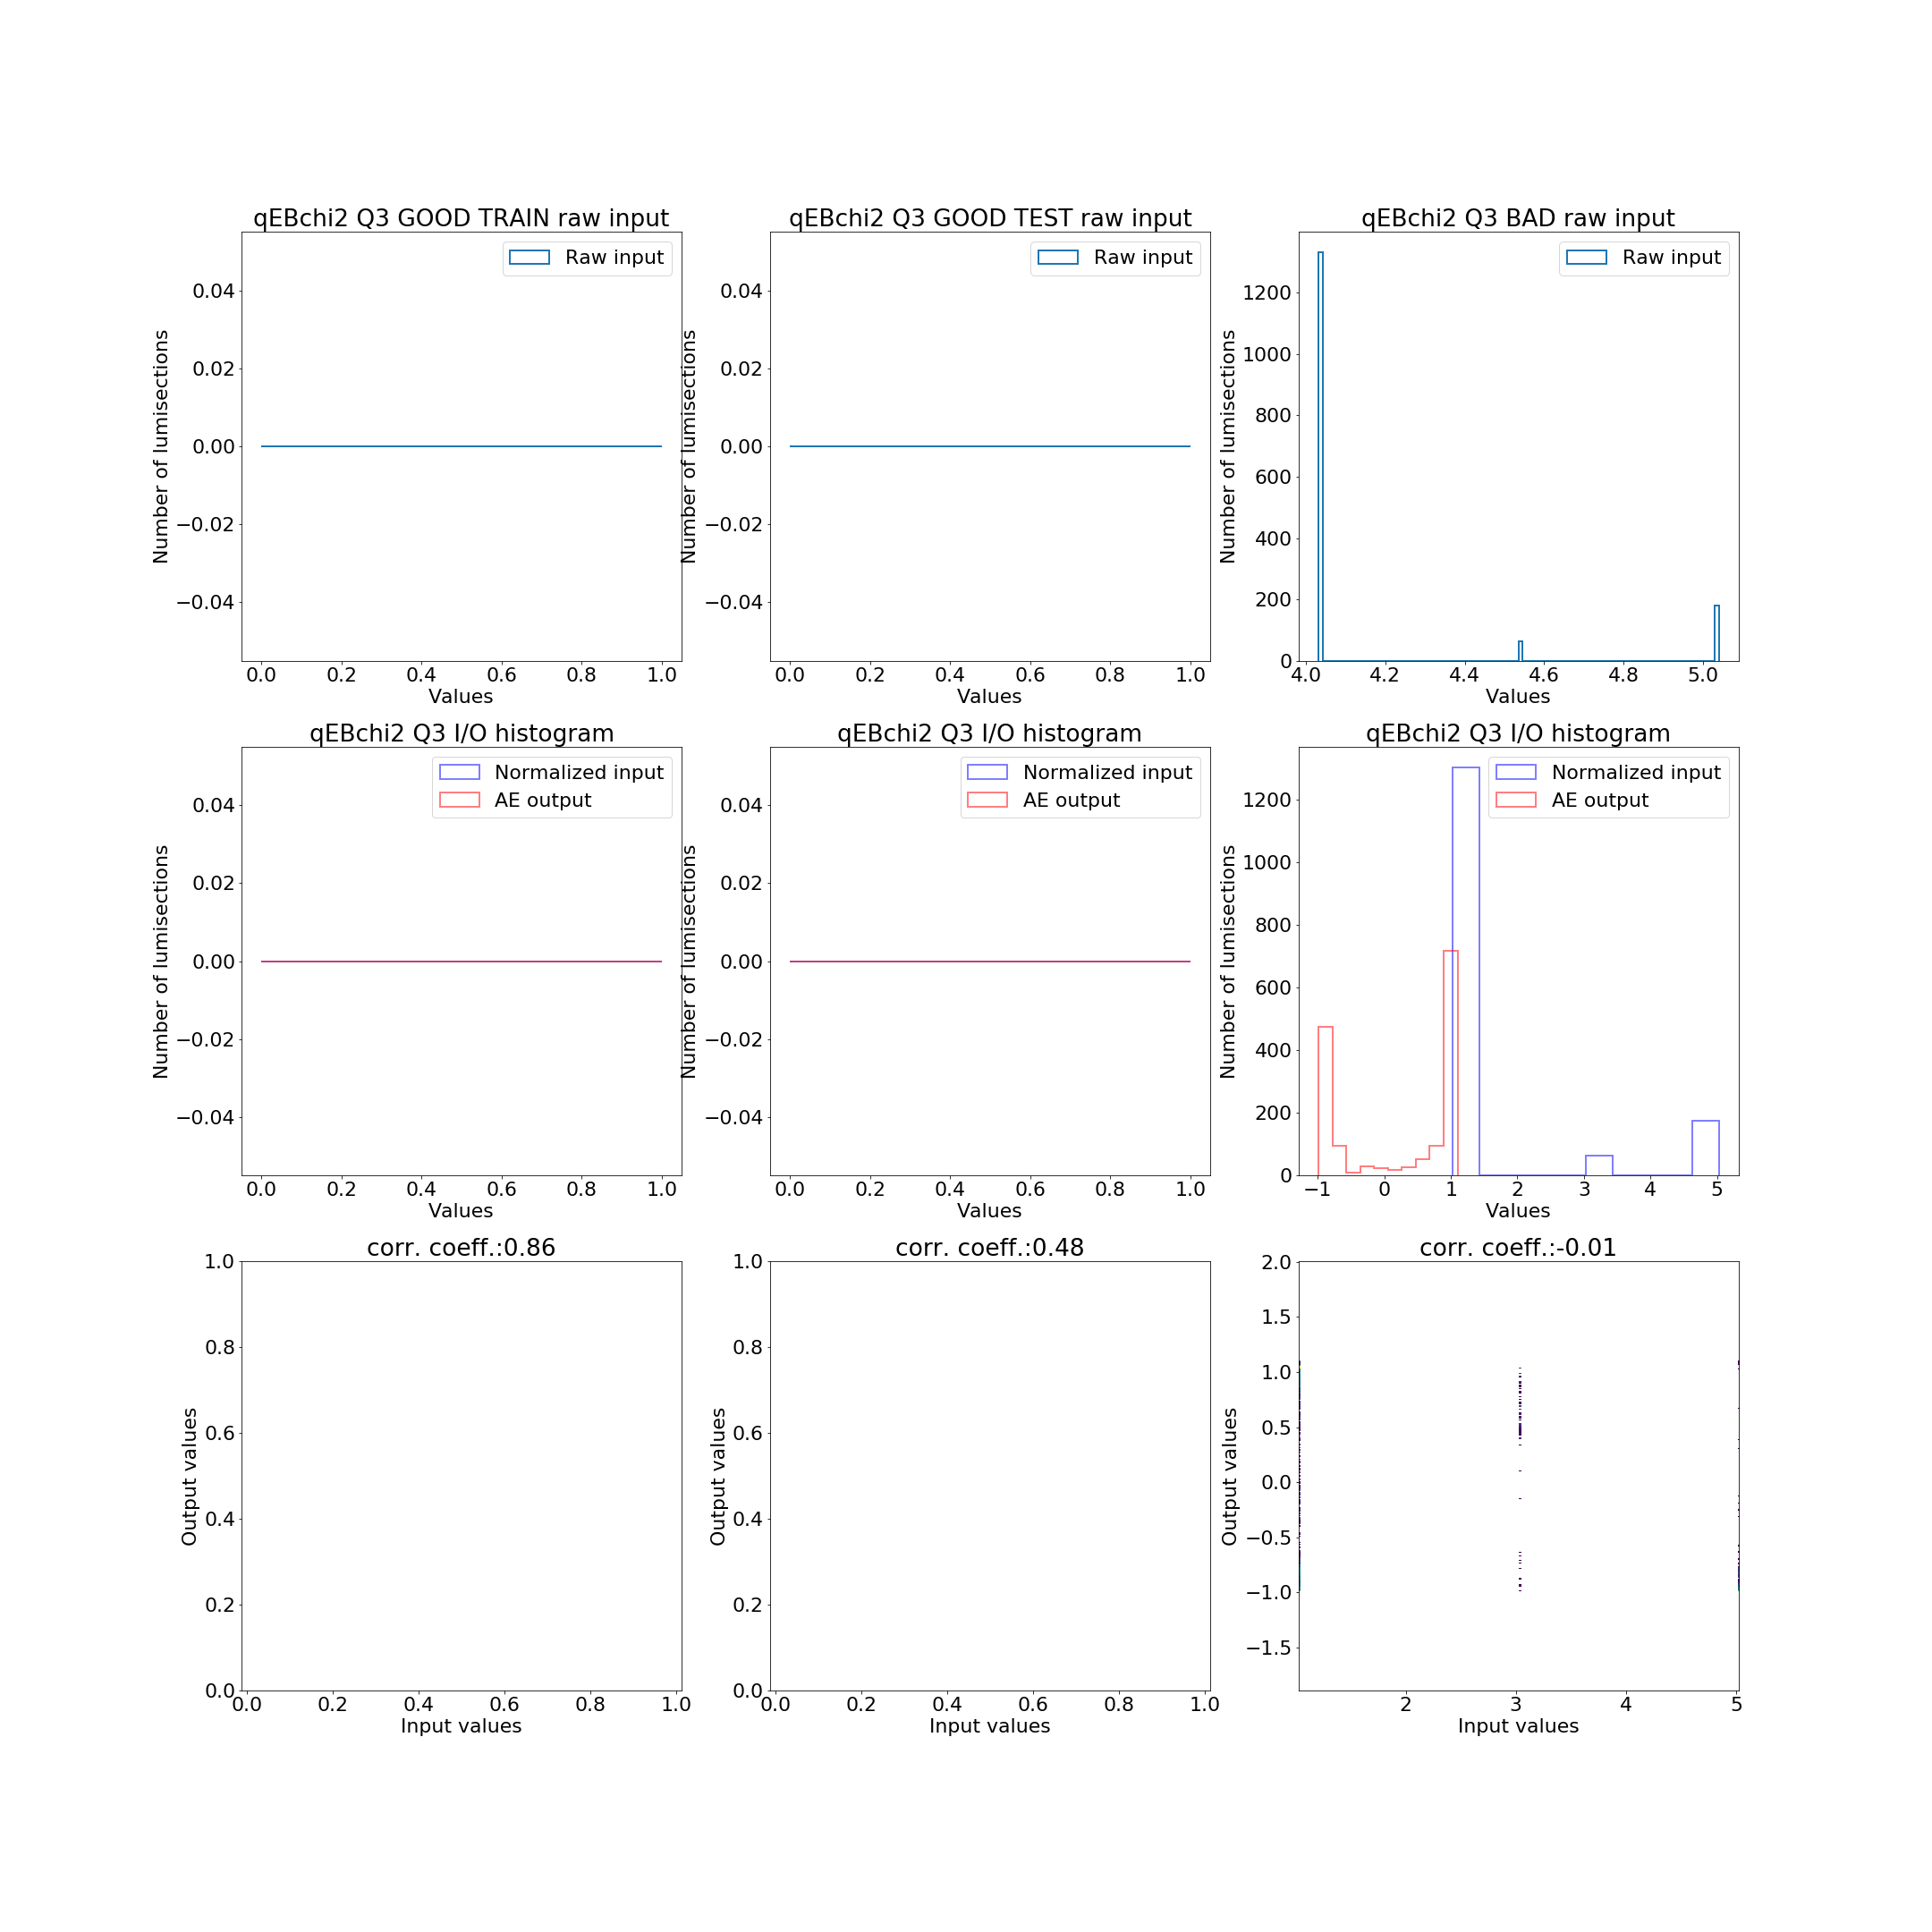 qEBchi2 Q3 GOOD TRAIN raw input
Raw input
Number of lumisections
0.04
0.02
0.00
−0.02
−0.04
0.0 0.2 0.4 0.6 0.8 1.0
Values
qEBchi2 Q3 GOOD TEST raw input
Raw input
Number of lumisections
0.04
0.02
0.00
−0.02
−0.04
0.0 0.2 0.4 0.6 0.8 1.0
Values
qEBchi2 Q3 BAD raw input
Raw input
Number of lumisections
1200
1000
800
600
400
200
0
4.0 4.2 4.4 4.6 4.8 5.0
Values
qEBchi2 Q3 I/O histogram
Normalized input
AE output
Number of lumisections
0.04
0.02
0.00
−0.02
−0.04
0.0 0.2 0.4 0.6 0.8 1.0
Values
qEBchi2 Q3 I/O histogram
Normalized input
AE output
Number of lumisections
0.04
0.02
0.00
−0.02
−0.04
0.0 0.2 0.4 0.6 0.8 1.0
Values
qEBchi2 Q3 I/O histogram
Normalized input
AE output
Number of lumisections
1200
1000
800
600
400
200
0
−1 0 1 2 3 4 5
Values
corr. coeff.:0.86
Output values
1.0
0.8
0.6
0.4
0.2
0.0
0.0 0.2 0.4 0.6 0.8 1.0
Input values
corr. coeff.:0.48
Output values
1.0
0.8
0.6
0.4
0.2
0.0
0.0 0.2 0.4 0.6 0.8 1.0
Input values
corr. coeff.:-0.01
Output values
2.0
1.5
1.0
0.5
0.0
−0.5
−1.0
−1.5
2 3 4 5
Input values